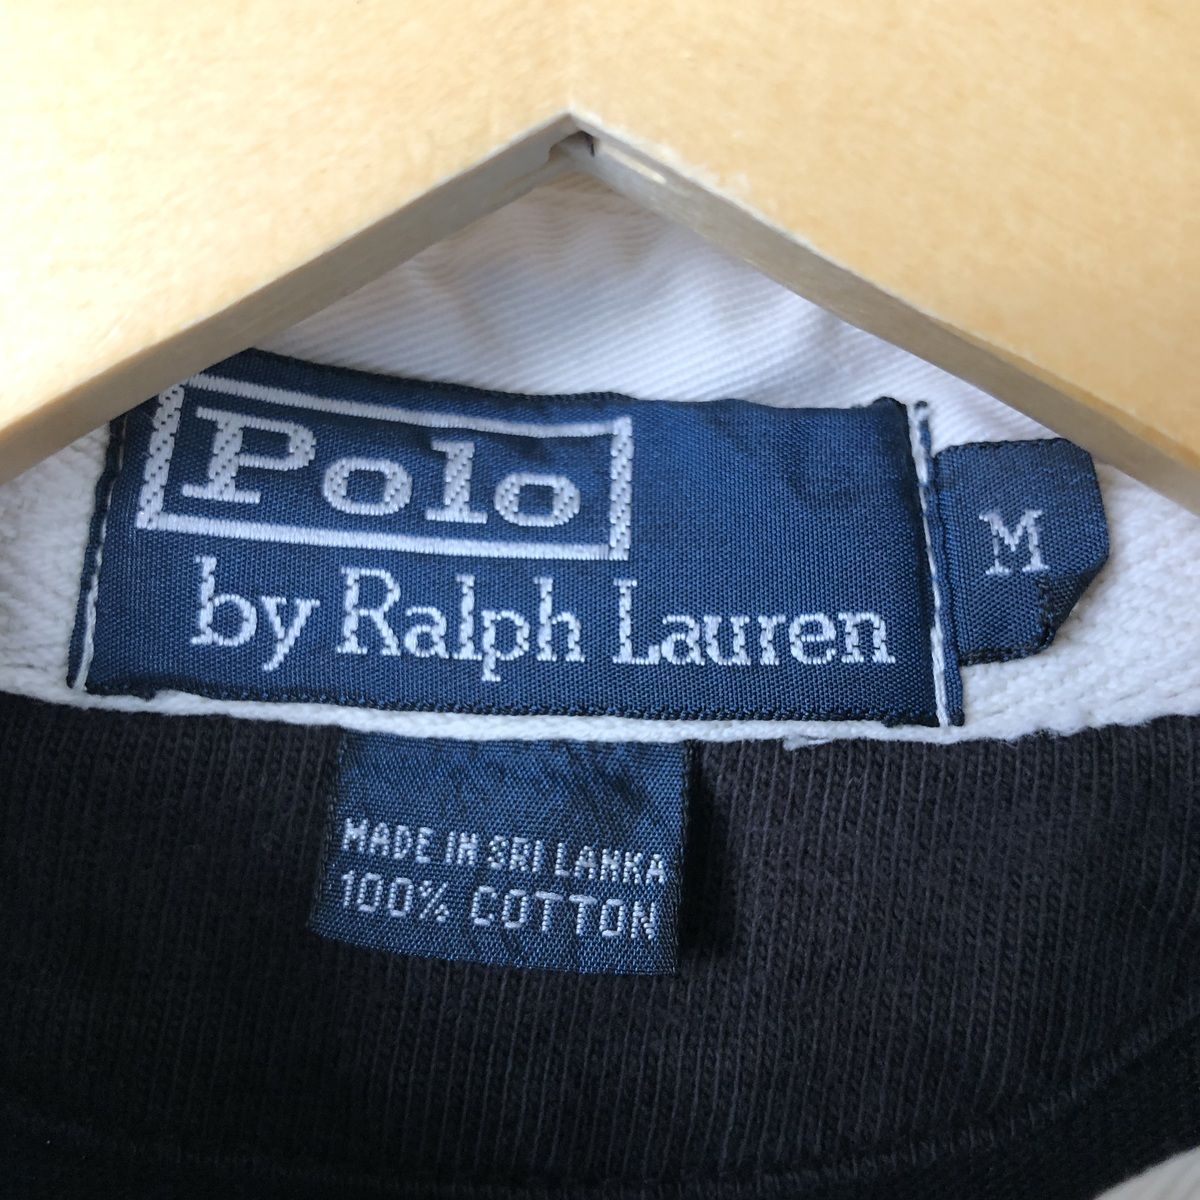 Polo
by Ralph Lauren
M
MADE IN SRI LANKA
100% COTTON